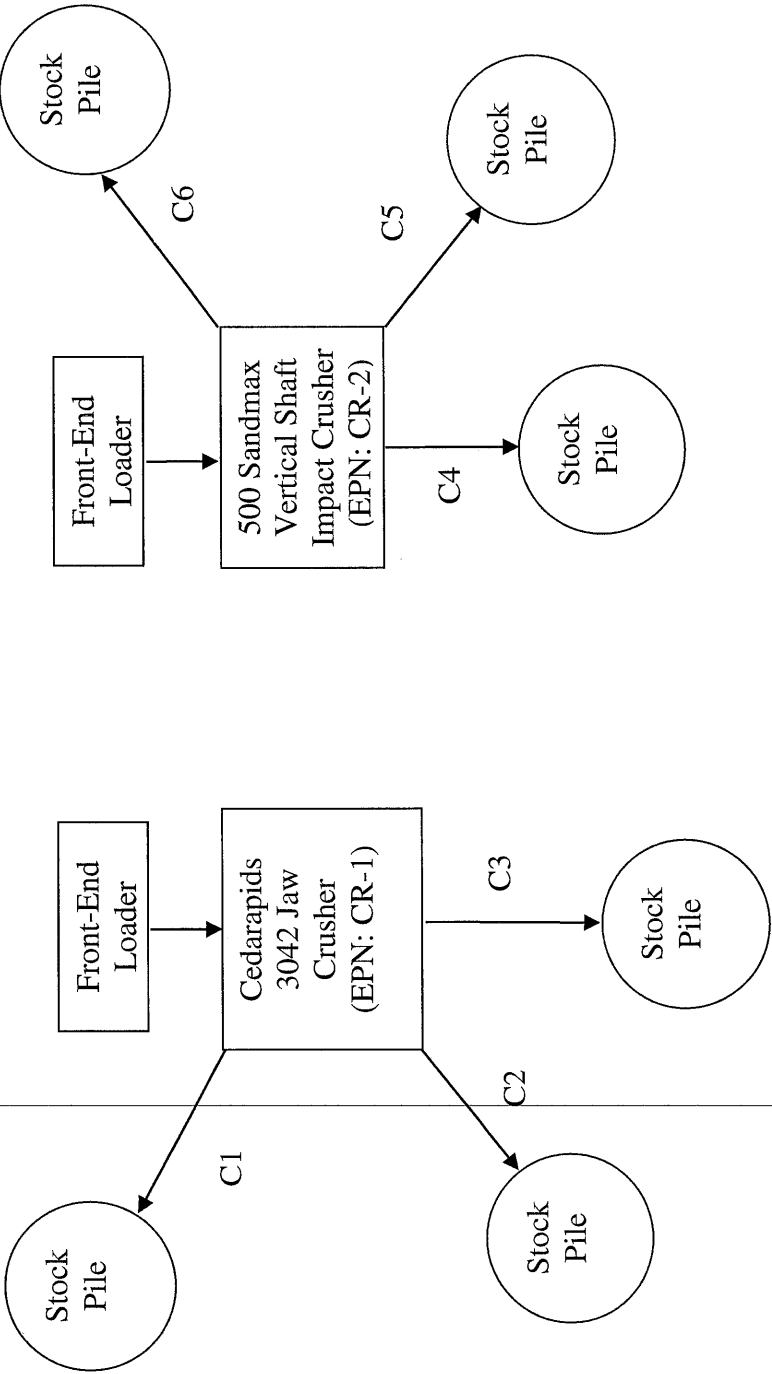 Front-End
Loader
Front-End
Loader
Stock
Pile
C1
Cedarapids
3042 Jaw
Crusher
(EPN: CR-1)
500 Sandmax
Vertical Shaft
Impact Crusher
(EPN: CR-2)
C6
Stock
Pile
C2
C3
C4
C5
Stock
Pile
Stock
Pile
Stock
Pile
Stock
Pile